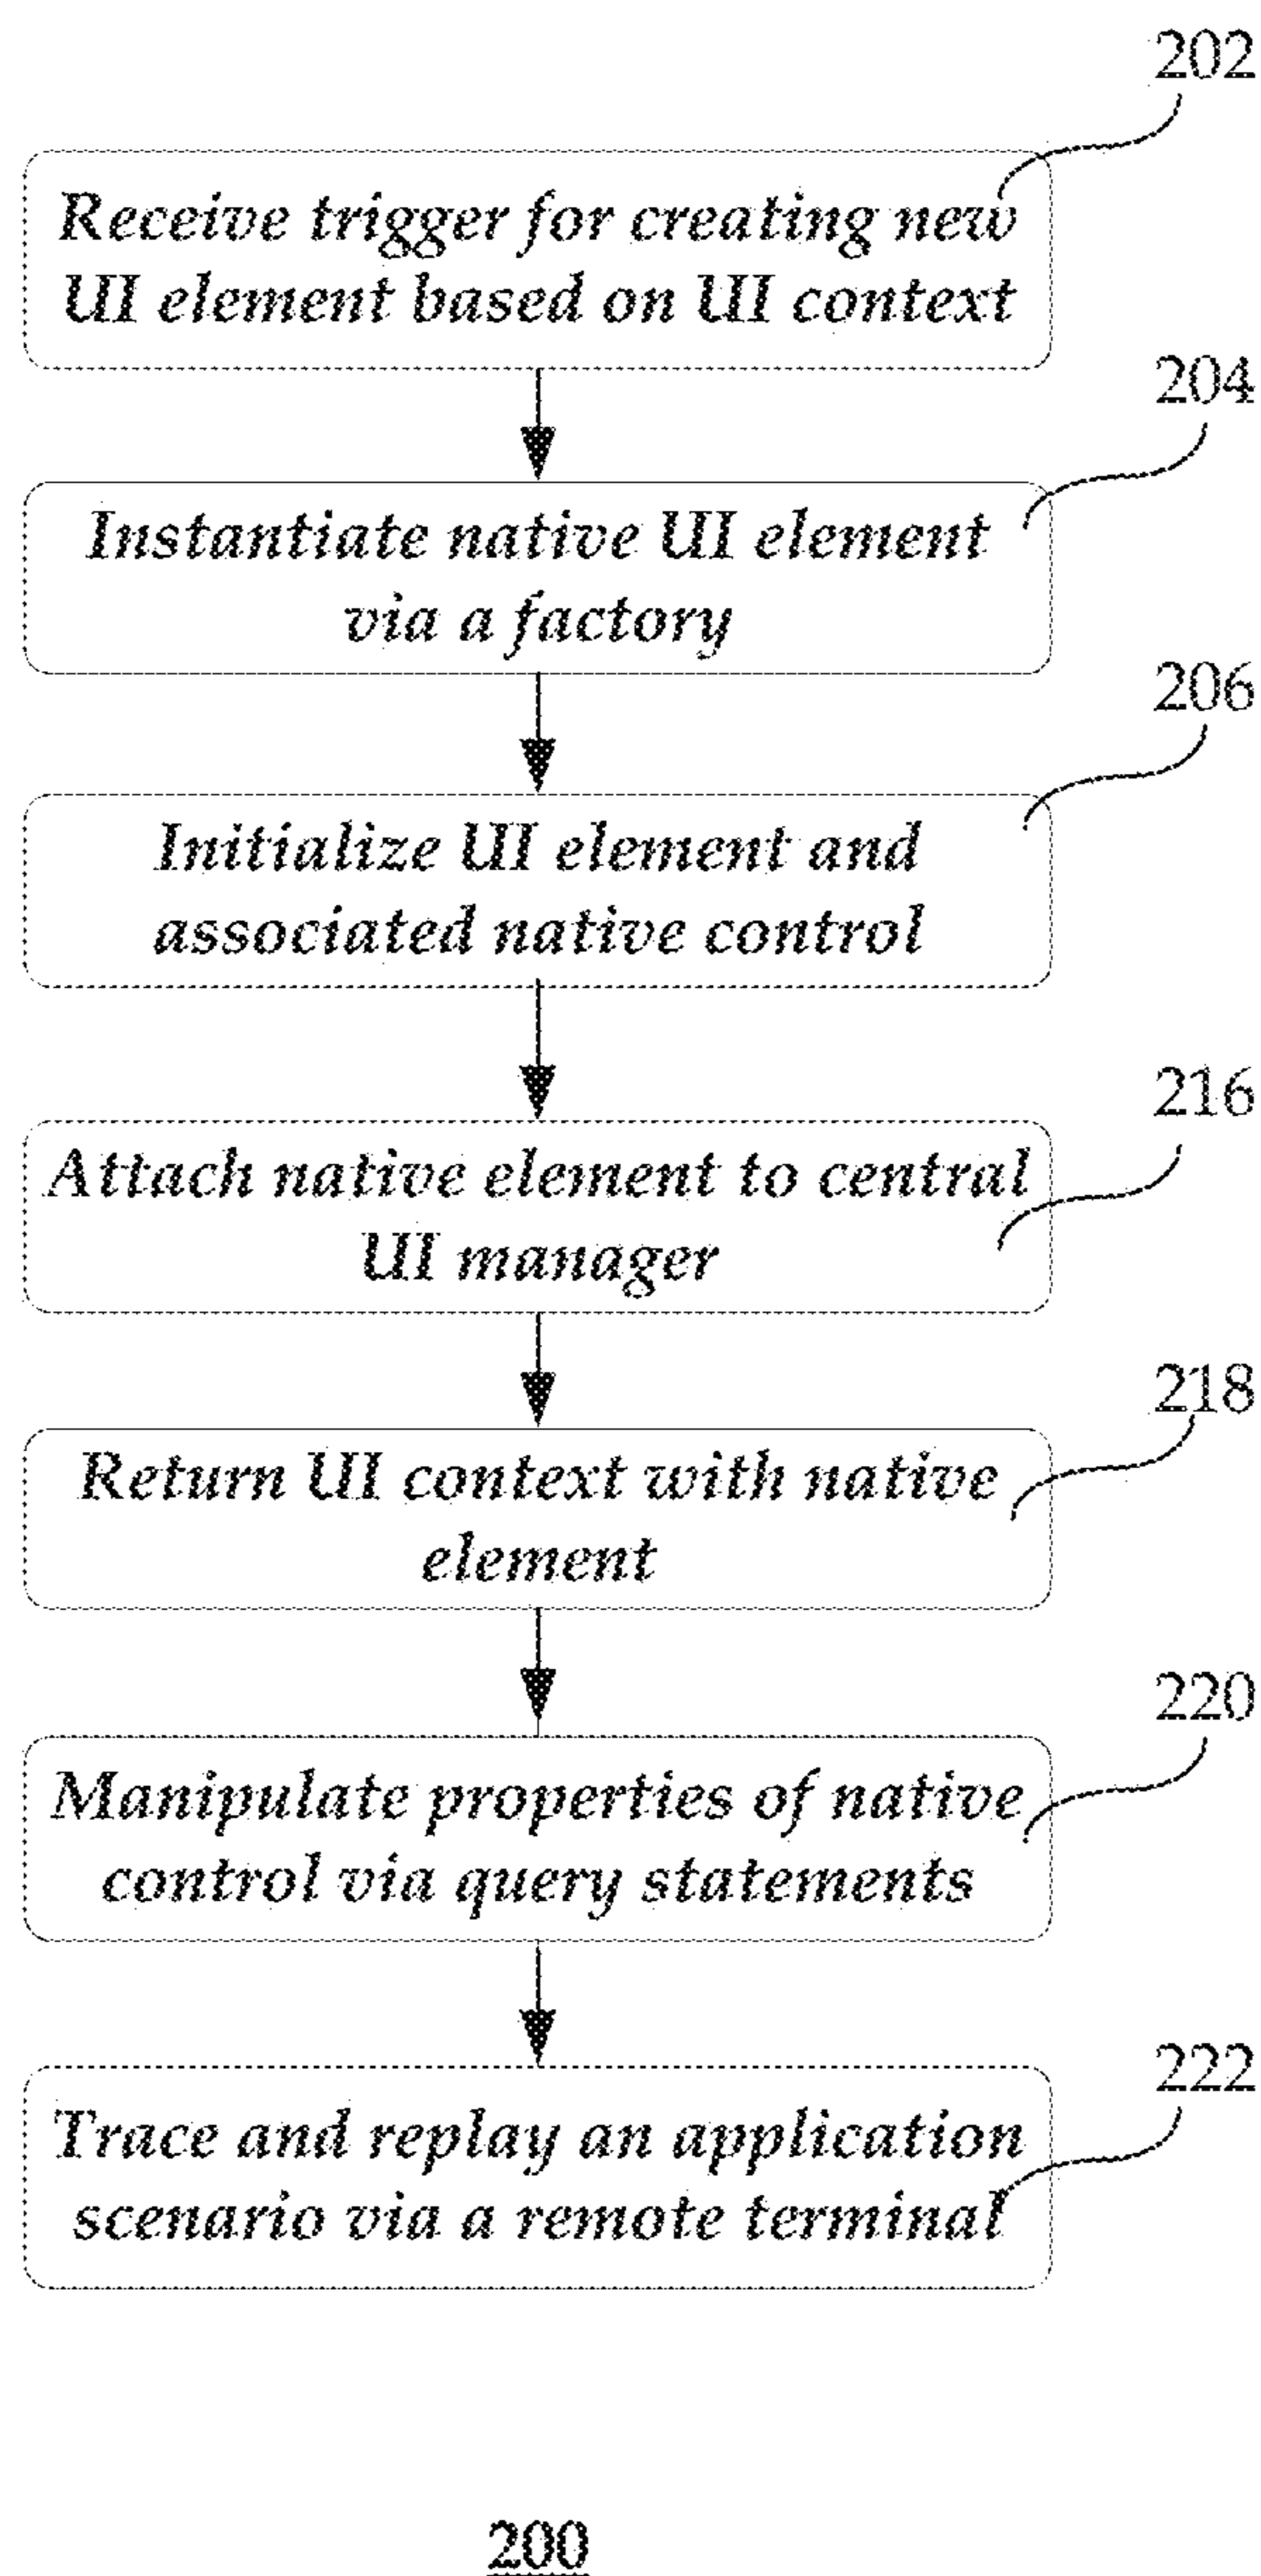 202
Receive trigger for creating new
UI element based on UI context
204
Instantiate native UI element
via a factory
206
Initialize UI element and
associated native control
216
Attach native element to central
UI manager
218
Return UI context with native
element
220
Manipulate properties of native
control via query statements
222
Trace and replay an application
scenario via a remote terminal
200